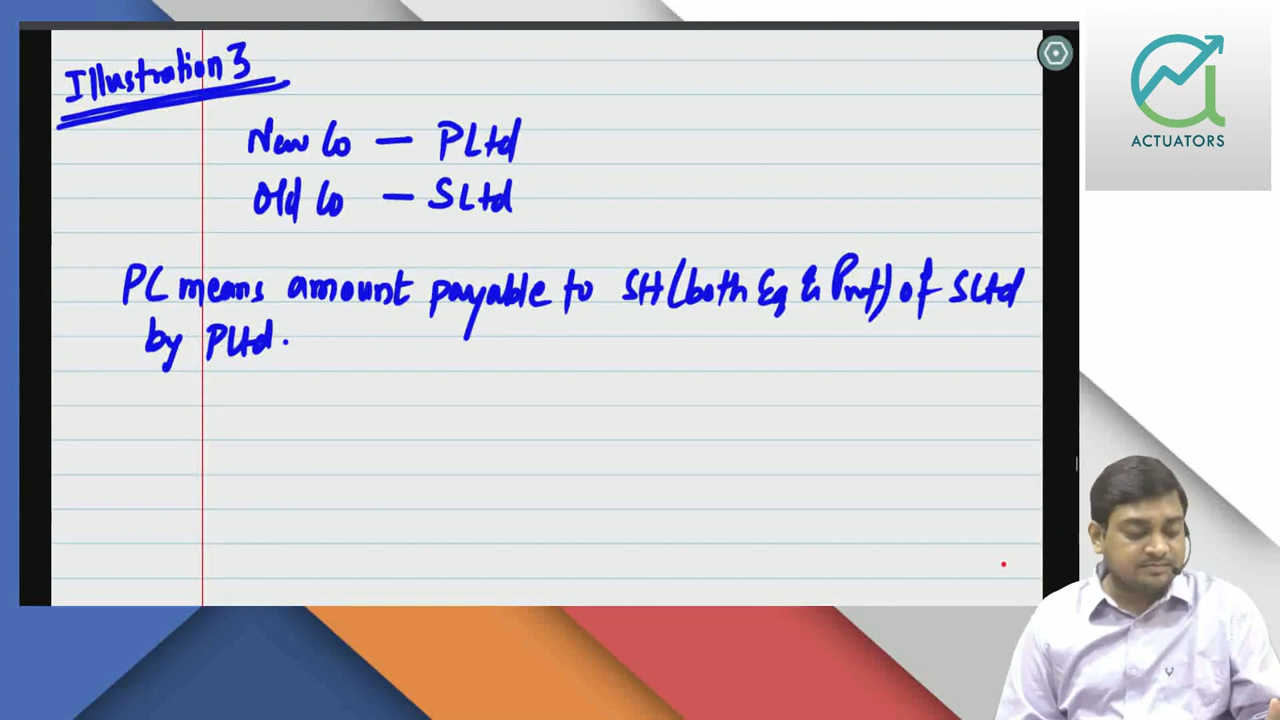 Illustration 3
New Co — P Ltd
Old Co — S Ltd
PC means amount payable to SH (both Eq & Pref) of S Ltd
by P Ltd.
ACTUATORS